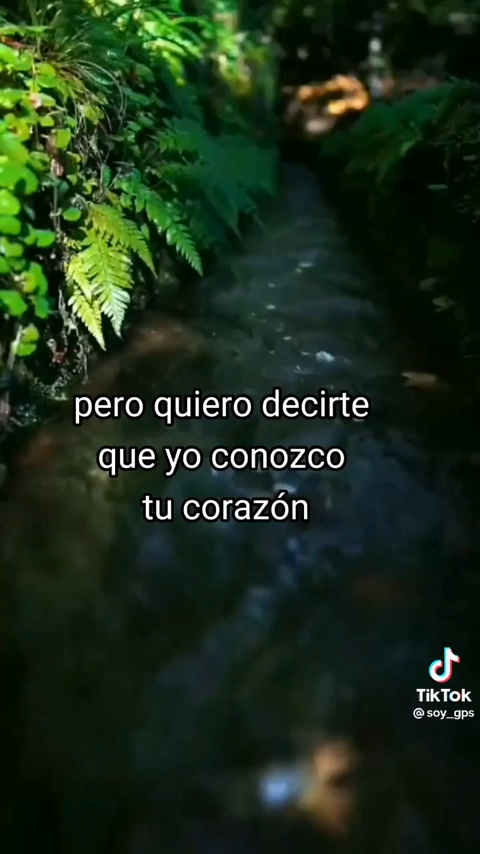 pero quiero decirte
que yo conozco
tu corazón
TikTok
@soy_gps